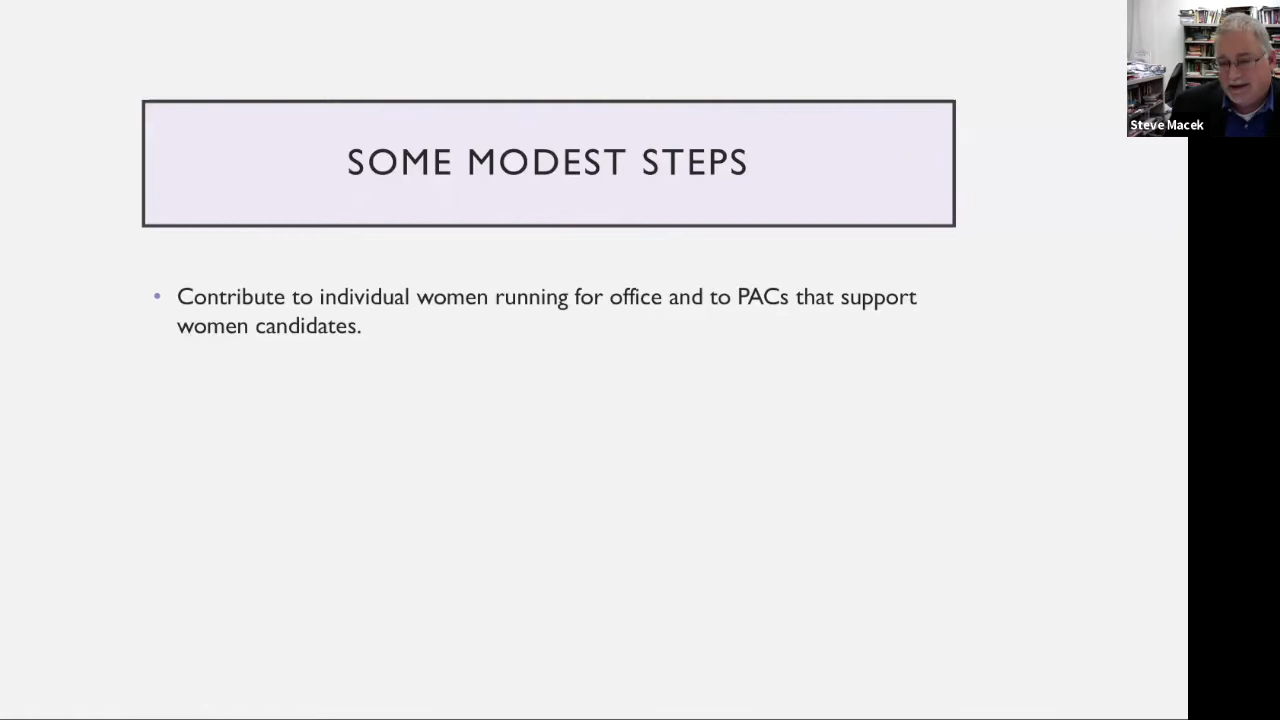 SOME MODEST STEPS
• Contribute to individual women running for office and to PACs that support
women candidates.
Steve Macek